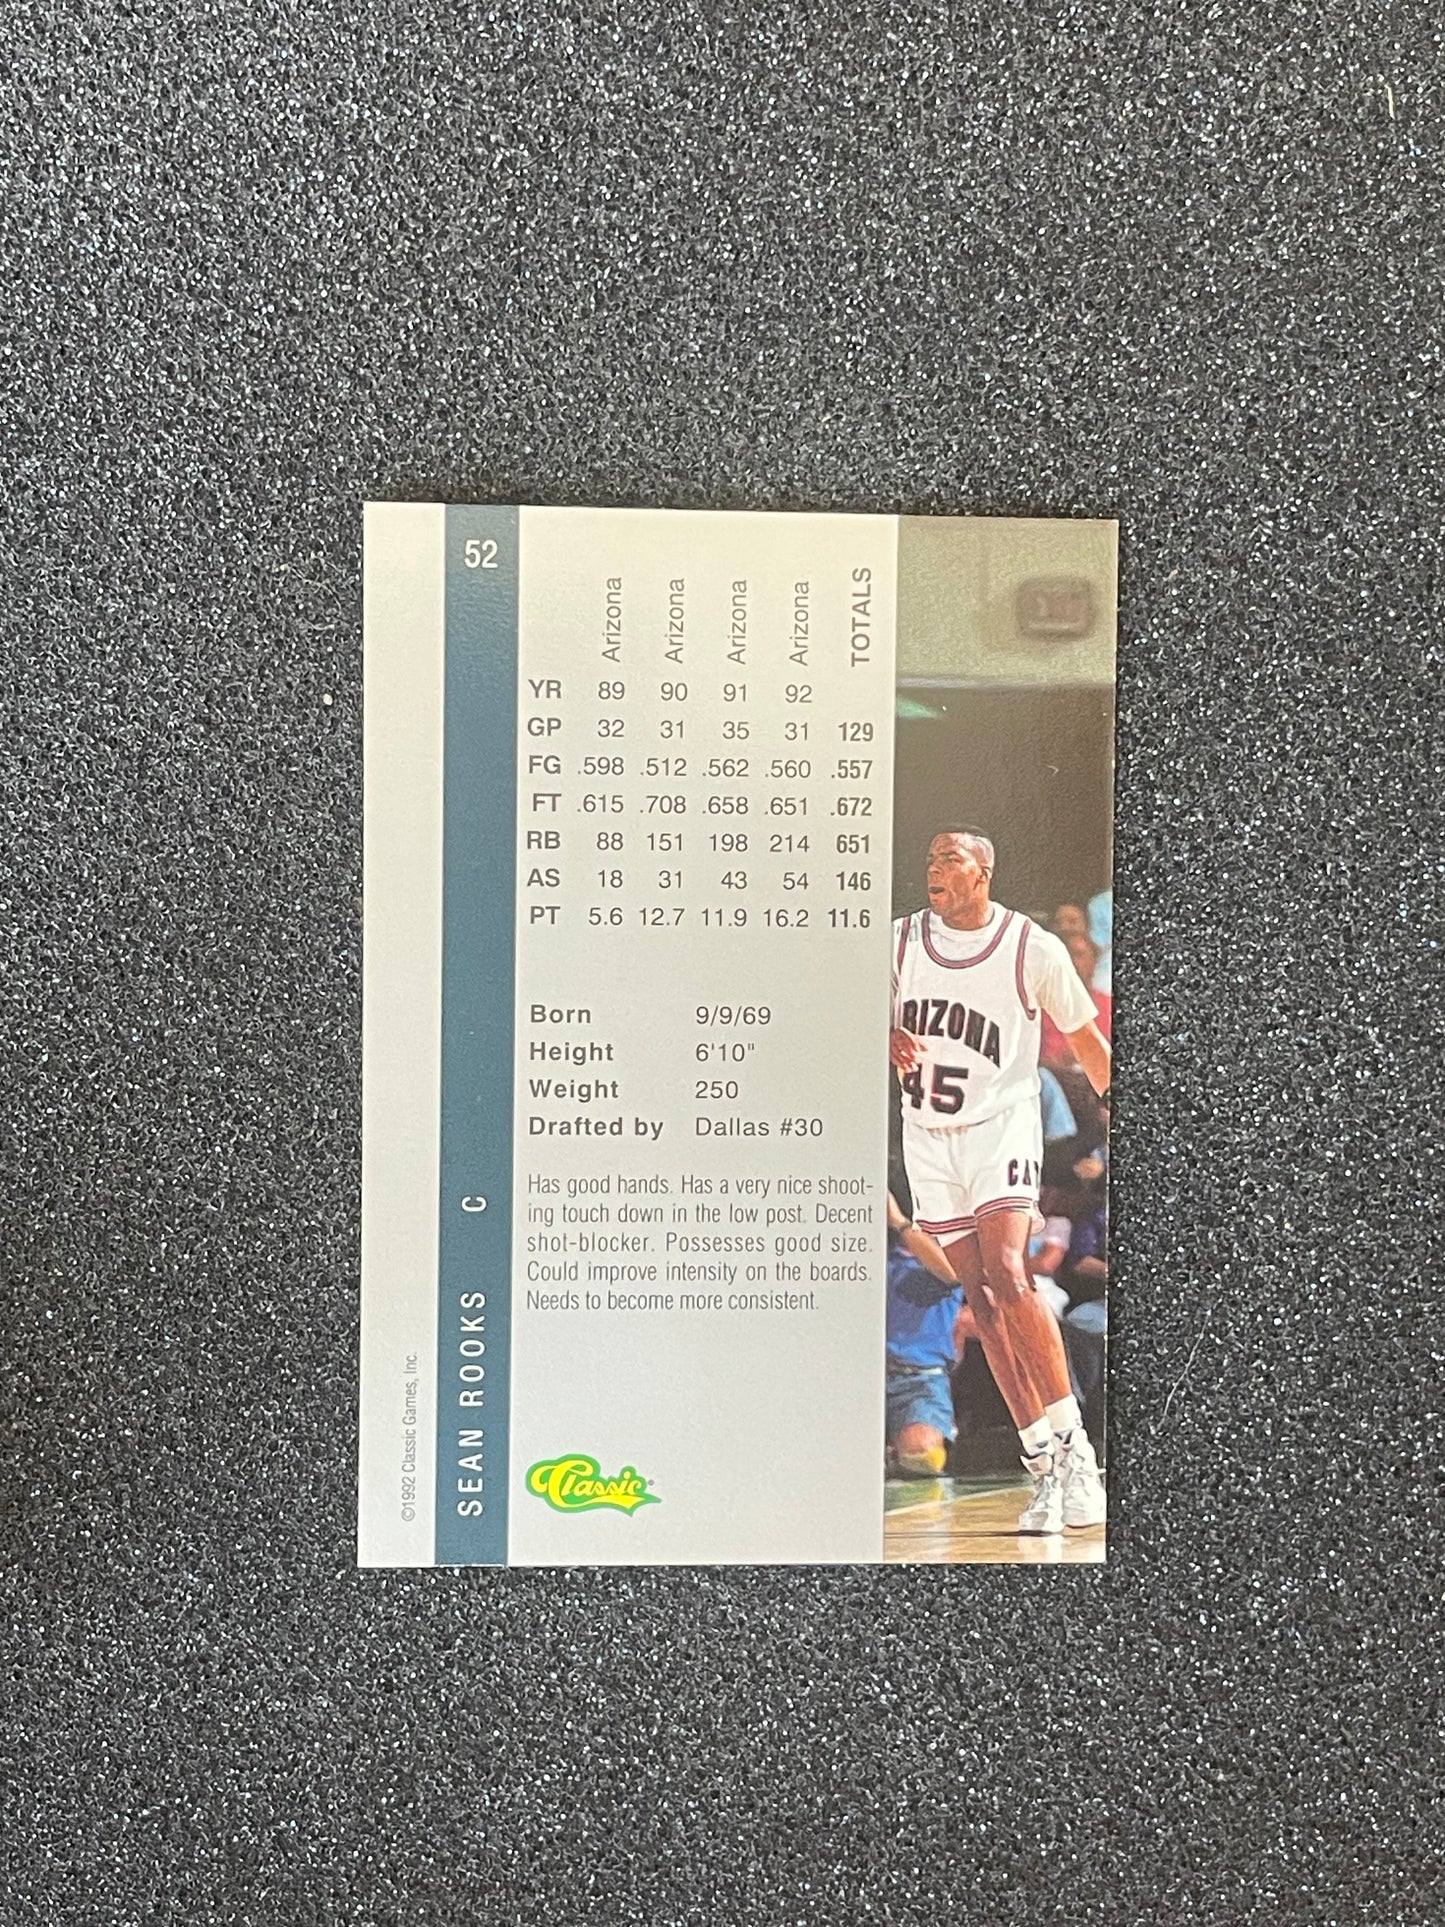 52
SEAN ROOKS C
©1992 Classic Games, Inc.
Arizona Arizona Arizona Arizona TOTALS
YR 89 90 91 92
GP 32 31 35 31 129
FG .598 .512 .562 .560 .557
FT .615 .708 .658 .651 .672
RB 88 151 198 214 651
AS 18 31 43 54 146
PT 5.6 12.7 11.9 16.2 11.6
Born 9/9/69
Height 6'10"
Weight 250
Drafted by Dallas #30
Has good hands. Has a very nice shoot-
ing touch down in the low post. Decent
shot-blocker. Possesses good size.
Could improve intensity on the boards.
Needs to become more consistent.
Classic
RIZONA
45
CA